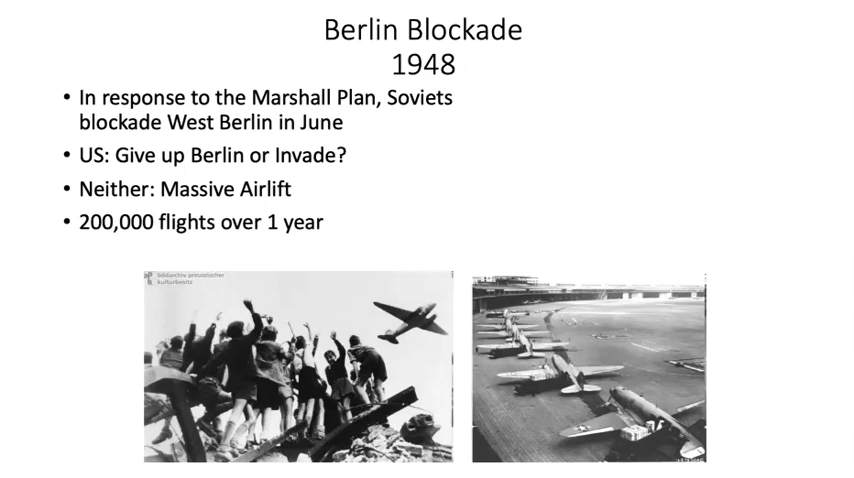 Berlin Blockade
1948
• In response to the Marshall Plan, Soviets
blockade West Berlin in June
• US: Give up Berlin or Invade?
• Neither: Massive Airlift
• 200,000 flights over 1 year
bildarchiv preussischer
kulturbesitz